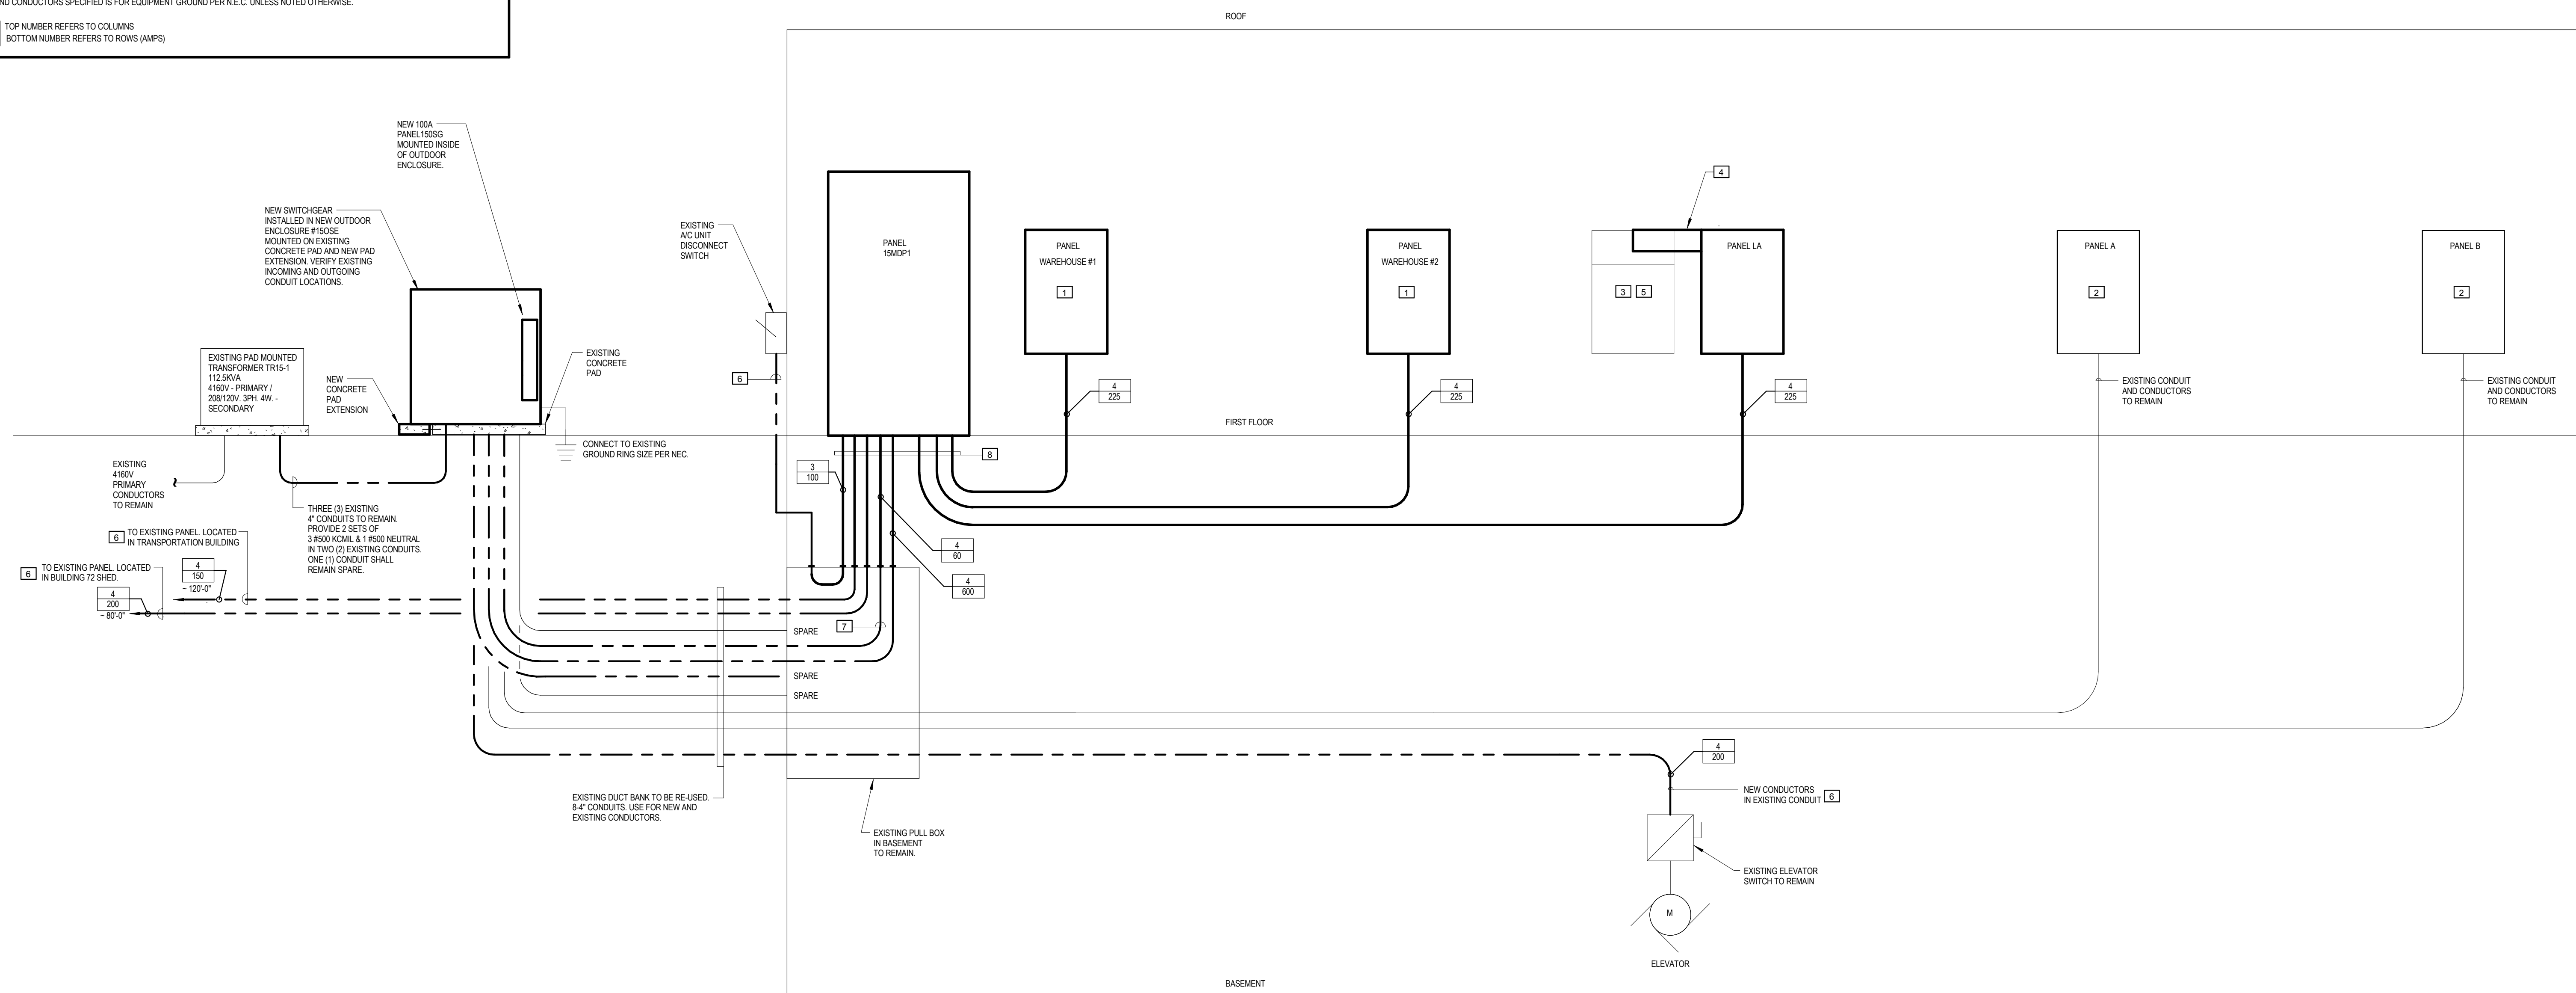 ND CONDUCTORS SPECIFIED IS FOR EQUIPMENT GROUND PER N.E.C. UNLESS NOTED OTHERWISE.
TOP NUMBER REFERS TO COLUMNS
BOTTOM NUMBER REFERS TO ROWS (AMPS)
ROOF
NEW 100A
PANEL150SG
MOUNTED INSIDE
OF OUTDOOR
ENCLOSURE.
NEW SWITCHGEAR
INSTALLED IN NEW OUTDOOR
ENCLOSURE #15OSE
MOUNTED ON EXISTING
CONCRETE PAD AND NEW PAD
EXTENSION. VERIFY EXISTING
INCOMING AND OUTGOING
CONDUIT LOCATIONS.
EXISTING
A/C UNIT
DISCONNECT
SWITCH
6
PANEL
15MDP1
PANEL
WAREHOUSE #1
1
PANEL
WAREHOUSE #2
1
4
3 5
PANEL LA
PANEL A
2
PANEL B
2
EXISTING PAD MOUNTED
TRANSFORMER TR15-1
112.5KVA
4160V - PRIMARY /
208/120V. 3PH. 4W. -
SECONDARY
NEW
CONCRETE
PAD
EXTENSION
EXISTING
CONCRETE
PAD
4
225
4
225
4
225
EXISTING CONDUIT
AND CONDUCTORS
TO REMAIN
EXISTING CONDUIT
AND CONDUCTORS
TO REMAIN
FIRST FLOOR
CONNECT TO EXISTING
GROUND RING SIZE PER NEC.
8
3
100
EXISTING
4160V
PRIMARY
CONDUCTORS
TO REMAIN
THREE (3) EXISTING
4" CONDUITS TO REMAIN.
PROVIDE 2 SETS OF
3 #500 KCMIL & 1 #500 NEUTRAL
IN TWO (2) EXISTING CONDUITS.
ONE (1) CONDUIT SHALL
REMAIN SPARE.
6 TO EXISTING PANEL. LOCATED
IN TRANSPORTATION BUILDING
4
150
~ 120'-0"
6 TO EXISTING PANEL. LOCATED
IN BUILDING 72 SHED.
4
200
~ 80'-0"
4
60
4
600
SPARE
7
SPARE
SPARE
EXISTING DUCT BANK TO BE RE-USED.
8-4" CONDUITS. USE FOR NEW AND
EXISTING CONDUCTORS.
EXISTING PULL BOX
IN BASEMENT
TO REMAIN.
4
200
NEW CONDUCTORS
IN EXISTING CONDUIT 6
EXISTING ELEVATOR
SWITCH TO REMAIN
M
ELEVATOR
BASEMENT